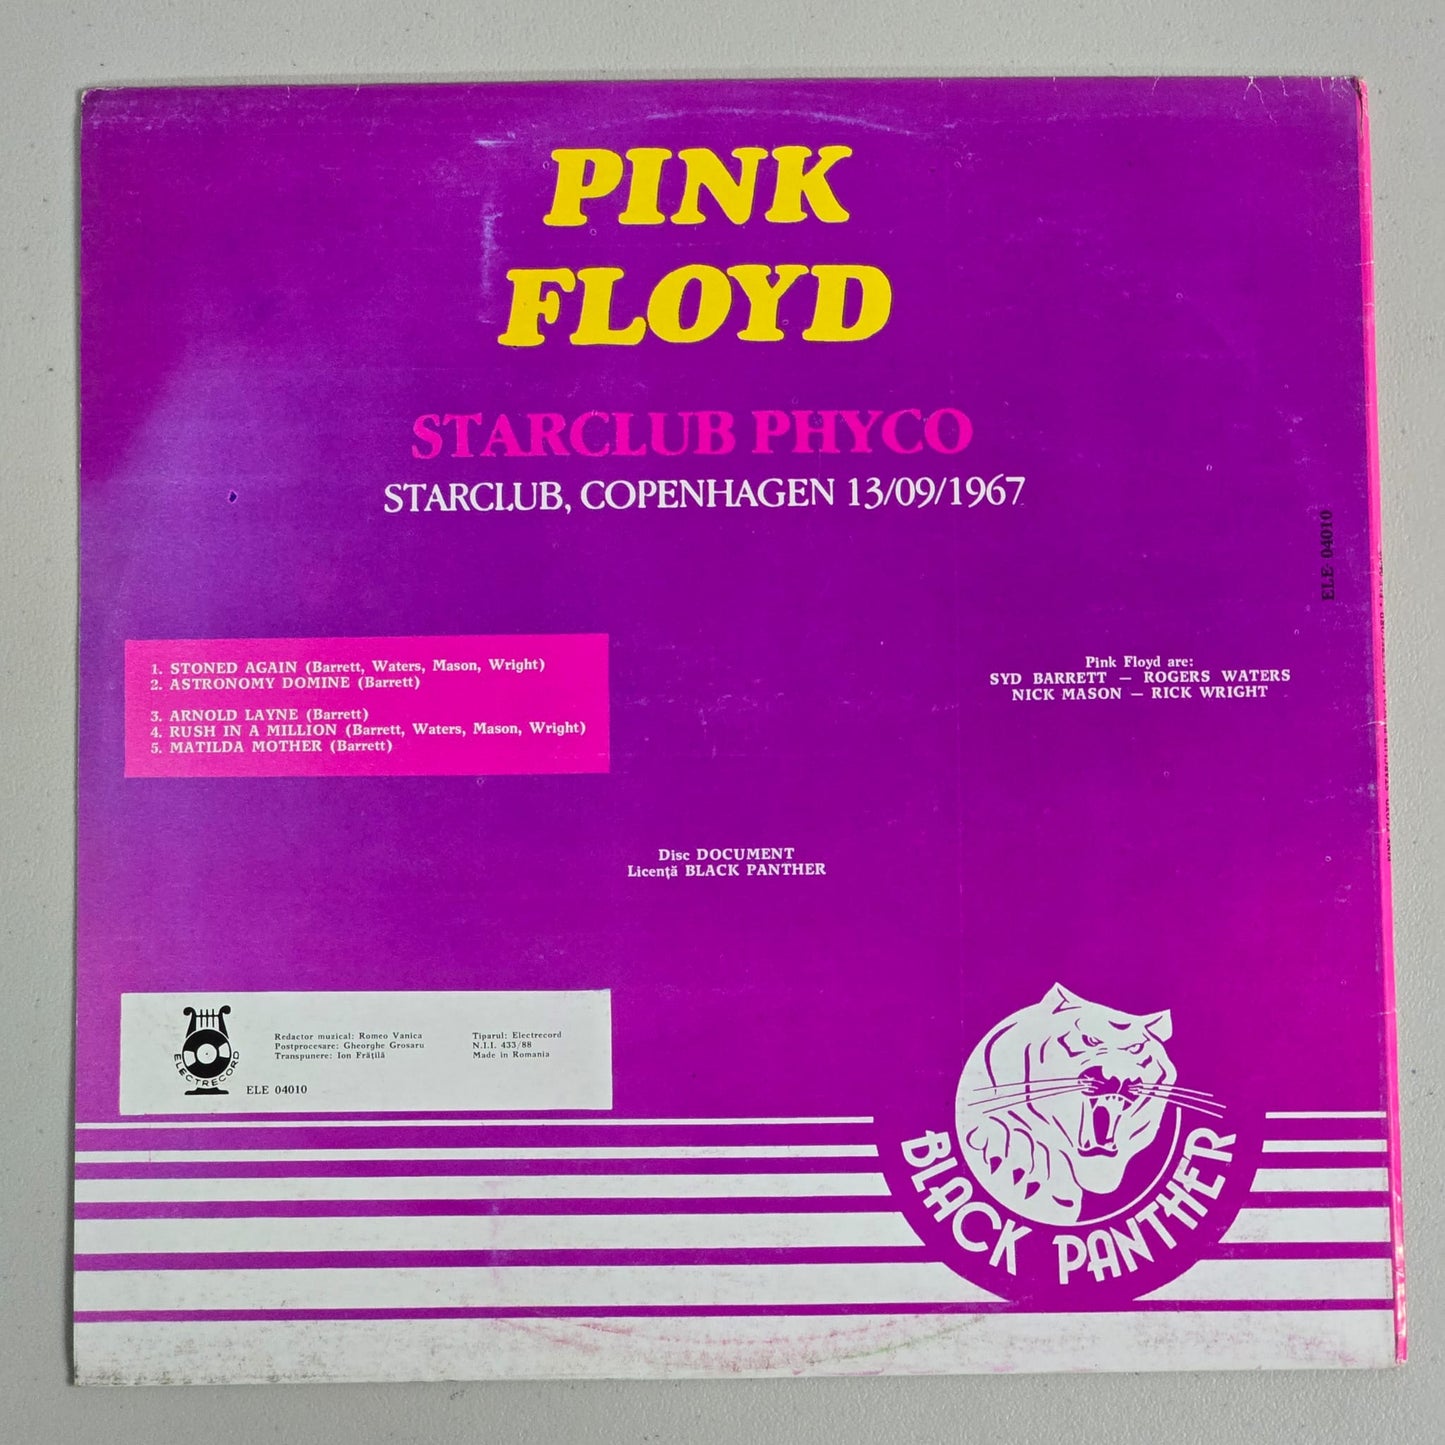 PINK
FLOYD
STARCLUB PHYCO
STARCLUB, COPENHAGEN 13/09/1967
ELE 04010
1. STONED AGAIN (Barrett, Waters, Mason, Wright)
2. ASTRONOMY DOMINE (Barrett)
3. ARNOLD LAYNE (Barrett)
4. RUSH IN A MILLION (Barrett, Waters, Mason, Wright)
5. MATILDA MOTHER (Barrett)
Pink Floyd are:
SYD BARRETT — ROGERS WATERS
NICK MASON — RICK WRIGHT
Disc DOCUMENT
Licență BLACK PANTHER
ELECTRECORD
ELE 04010
Redactor muzical: Romeo Vanica
Postprocesare: Gheorghe Grosaru
Transpunere: Ion Frățilă
Tiparul: Electrecord
N.I.I. 433/88
Made in Romania
BLACK PANTHER